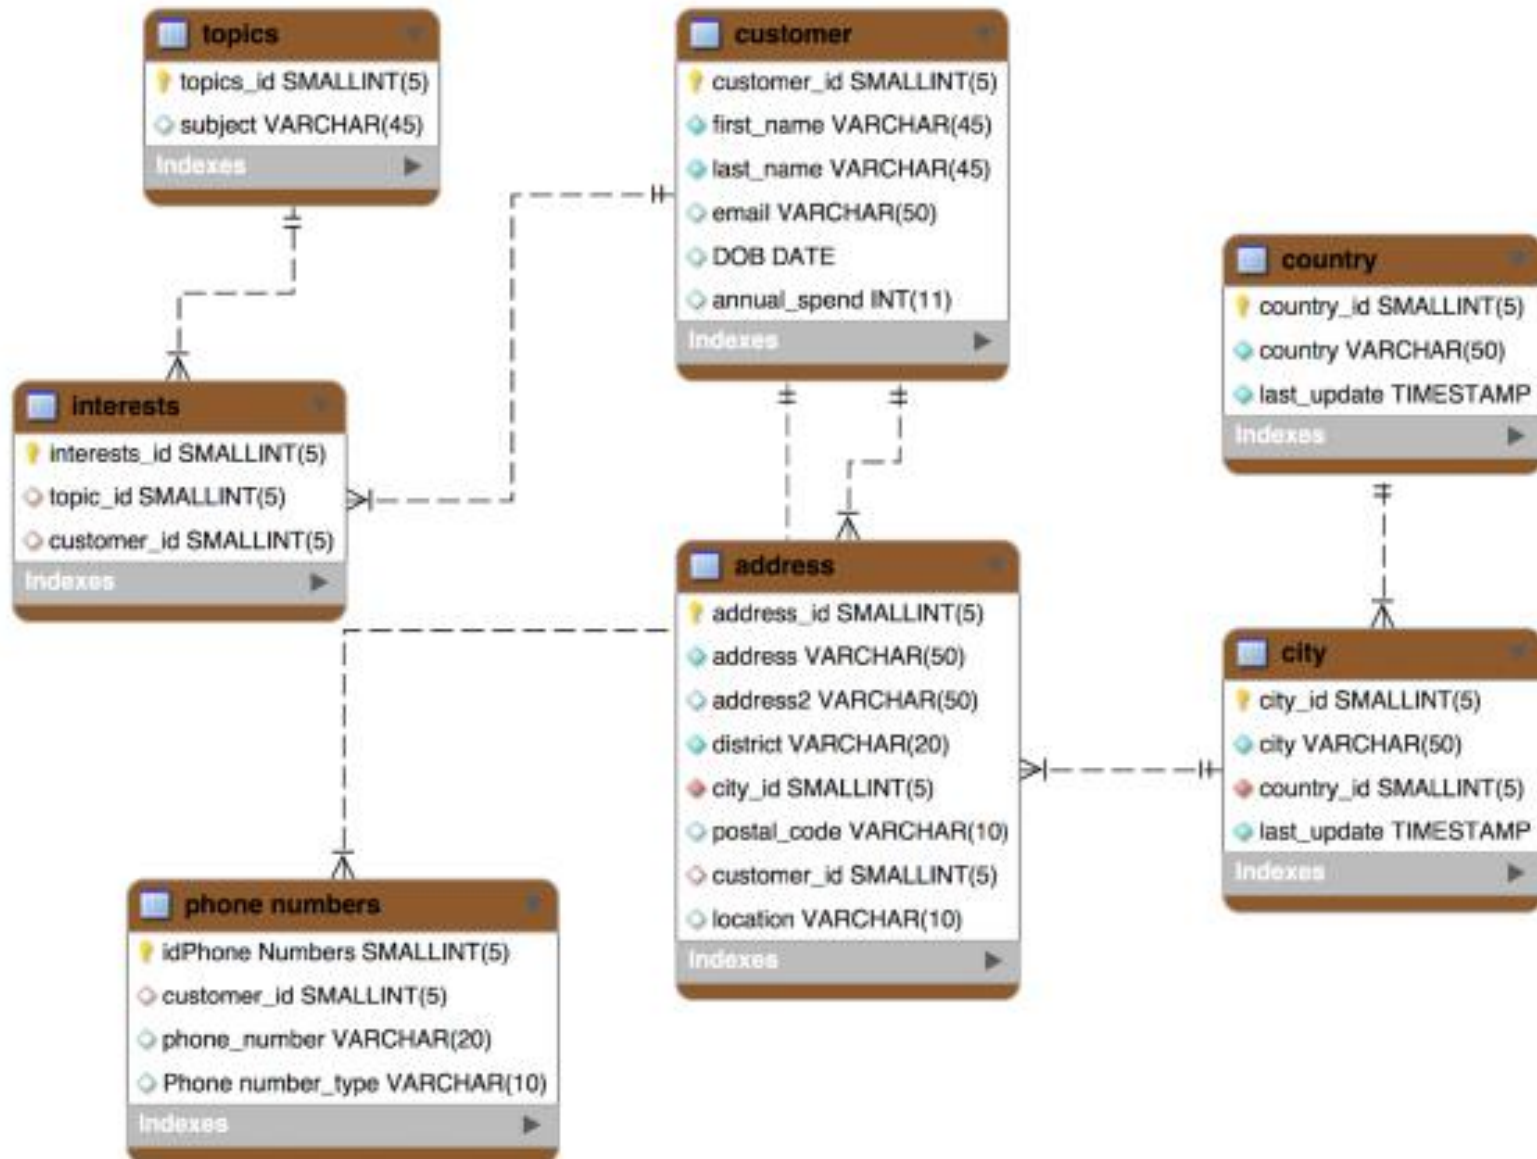 topics
topics_id SMALLINT(5)
subject VARCHAR(45)
Indexes
customer
customer_id SMALLINT(5)
first_name VARCHAR(45)
last_name VARCHAR(45)
email VARCHAR(50)
DOB DATE
annual_spend INT(11)
Indexes
country
country_id SMALLINT(5)
country VARCHAR(50)
last_update TIMESTAMP
Indexes
interests
interests_id SMALLINT(5)
topic_id SMALLINT(5)
customer_id SMALLINT(5)
Indexes
address
address_id SMALLINT(5)
address VARCHAR(50)
address2 VARCHAR(50)
district VARCHAR(20)
city_id SMALLINT(5)
postal_code VARCHAR(10)
customer_id SMALLINT(5)
location VARCHAR(10)
Indexes
city
city_id SMALLINT(5)
city VARCHAR(50)
country_id SMALLINT(5)
last_update TIMESTAMP
Indexes
phone numbers
idPhone Numbers SMALLINT(5)
customer_id SMALLINT(5)
phone_number VARCHAR(20)
Phone number_type VARCHAR(10)
Indexes